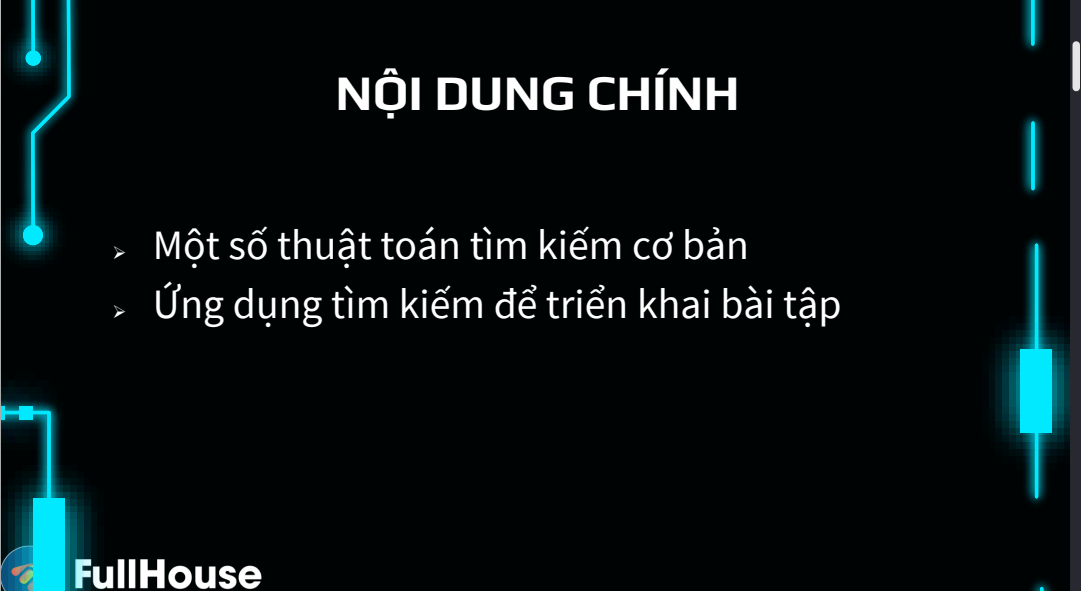 NỘI DUNG CHÍNH
Một số thuật toán tìm kiếm cơ bản
Ứng dụng tìm kiếm để triển khai bài tập
FullHouse